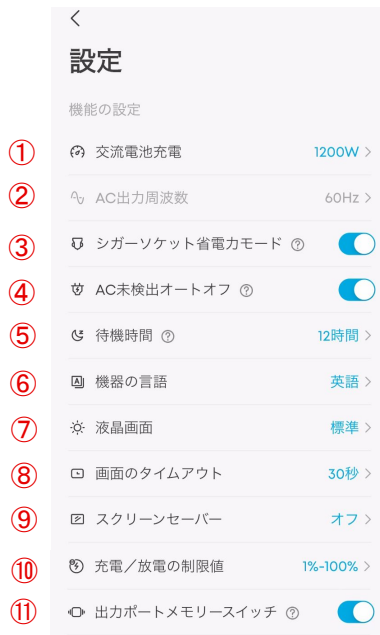 設定
機能の設定
① 交流電池充電 1200W >
② AC出力周波数 60Hz >
③ シガーソケット省電力モード ?
④ AC未検出オートオフ ?
⑤ 待機時間 ? 12時間 >
⑥ 機器の言語 英語 >
⑦ 液晶画面 標準 >
⑧ 画面のタイムアウト 30秒 >
⑨ スクリーンセーバー オフ >
⑩ 充電／放電の制限値 1%-100% >
⑪ 出力ポートメモリースイッチ ?